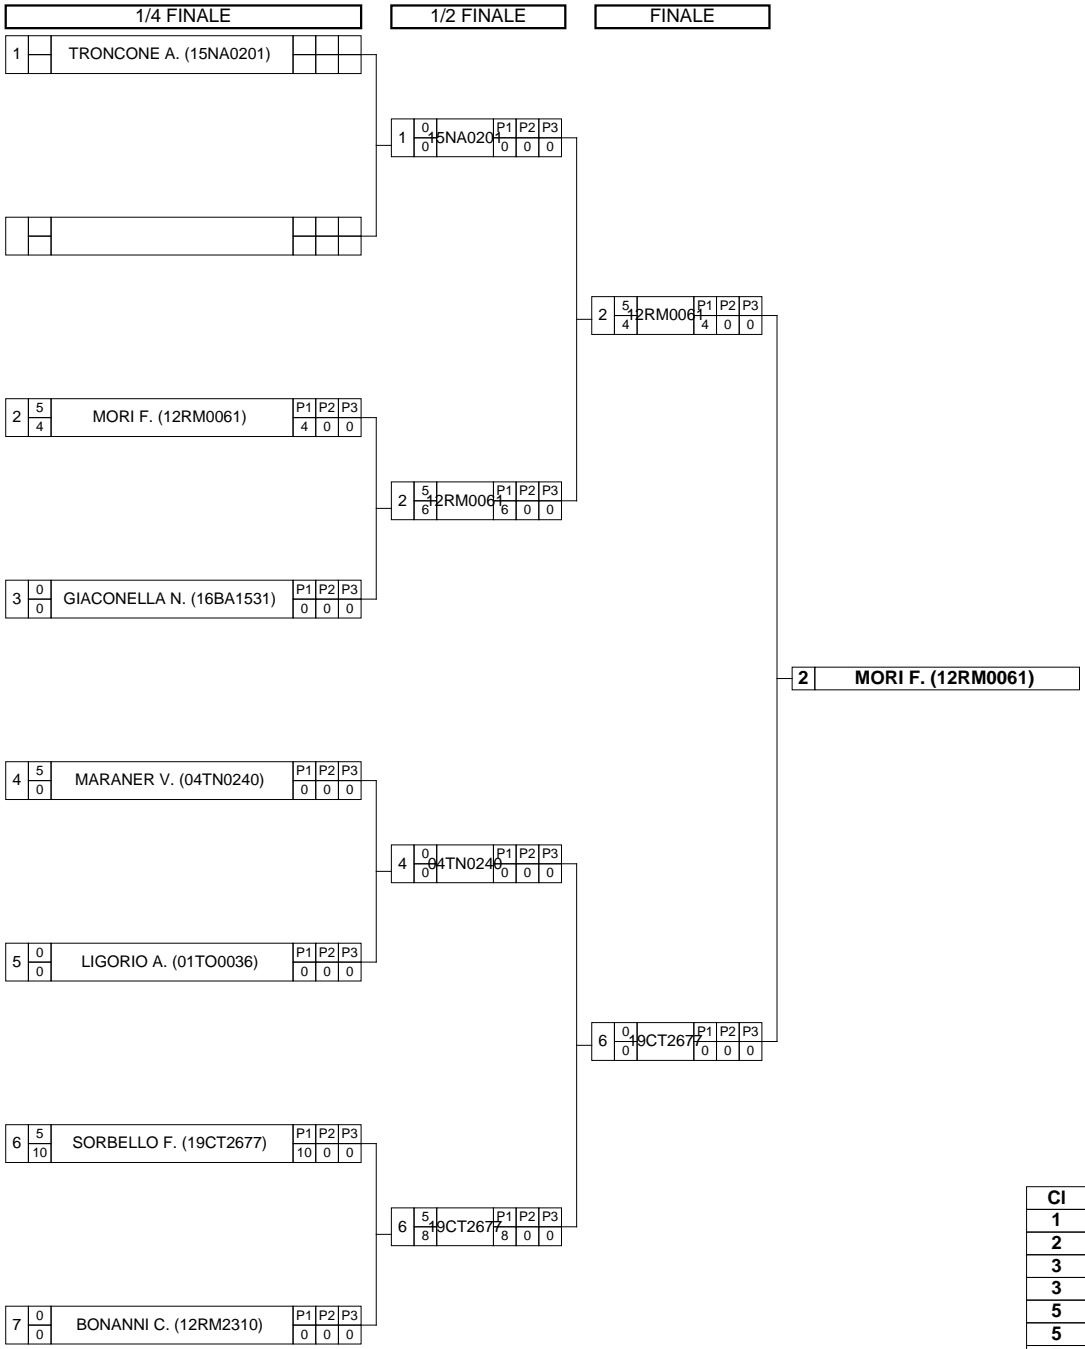 1/4 FINALE 1/2 FINALE FINALE
1 TRONCONE A. (15NA0201)
1 0 0 15NA0201 P1 P2 P3 0 0 0
2 5 4 12RM0061 P1 P2 P3 4 0 0
2 5 4 MORI F. (12RM0061) P1 P2 P3 4 0 0
2 5 6 12RM0061 P1 P2 P3 6 0 0
3 0 0 GIACONELLA N. (16BA1531) P1 P2 P3 0 0 0
2 MORI F. (12RM0061)
4 5 0 MARANER V. (04TN0240) P1 P2 P3 0 0 0
4 0 0 04TN0240 P1 P2 P3 0 0 0
5 0 0 LIGORIO A. (01TO0036) P1 P2 P3 0 0 0
6 0 0 19CT2677 P1 P2 P3 0 0 0
6 5 10 SORBELLO F. (19CT2677) P1 P2 P3 10 0 0
6 5 8 19CT2677 P1 P2 P3 8 0 0
7 0 0 BONANNI C. (12RM2310) P1 P2 P3 0 0 0
Cl
1
2
3
3
5
5